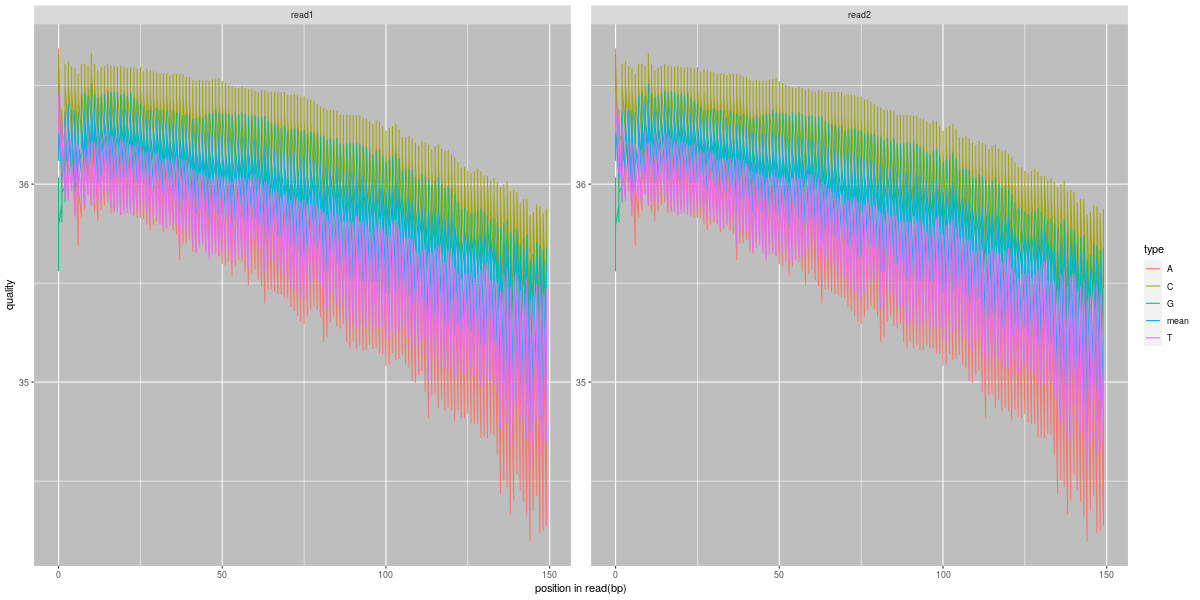 read1 read2
quality
36
35
36
35
0 50 100 150
0 50 100 150
position in read(bp)
type
A
C
G
mean
T